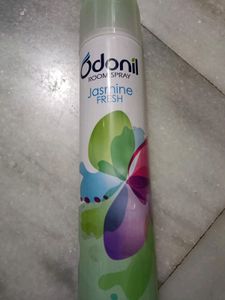 Odonil
ROOM SPRAY
Jasmine
FRESH